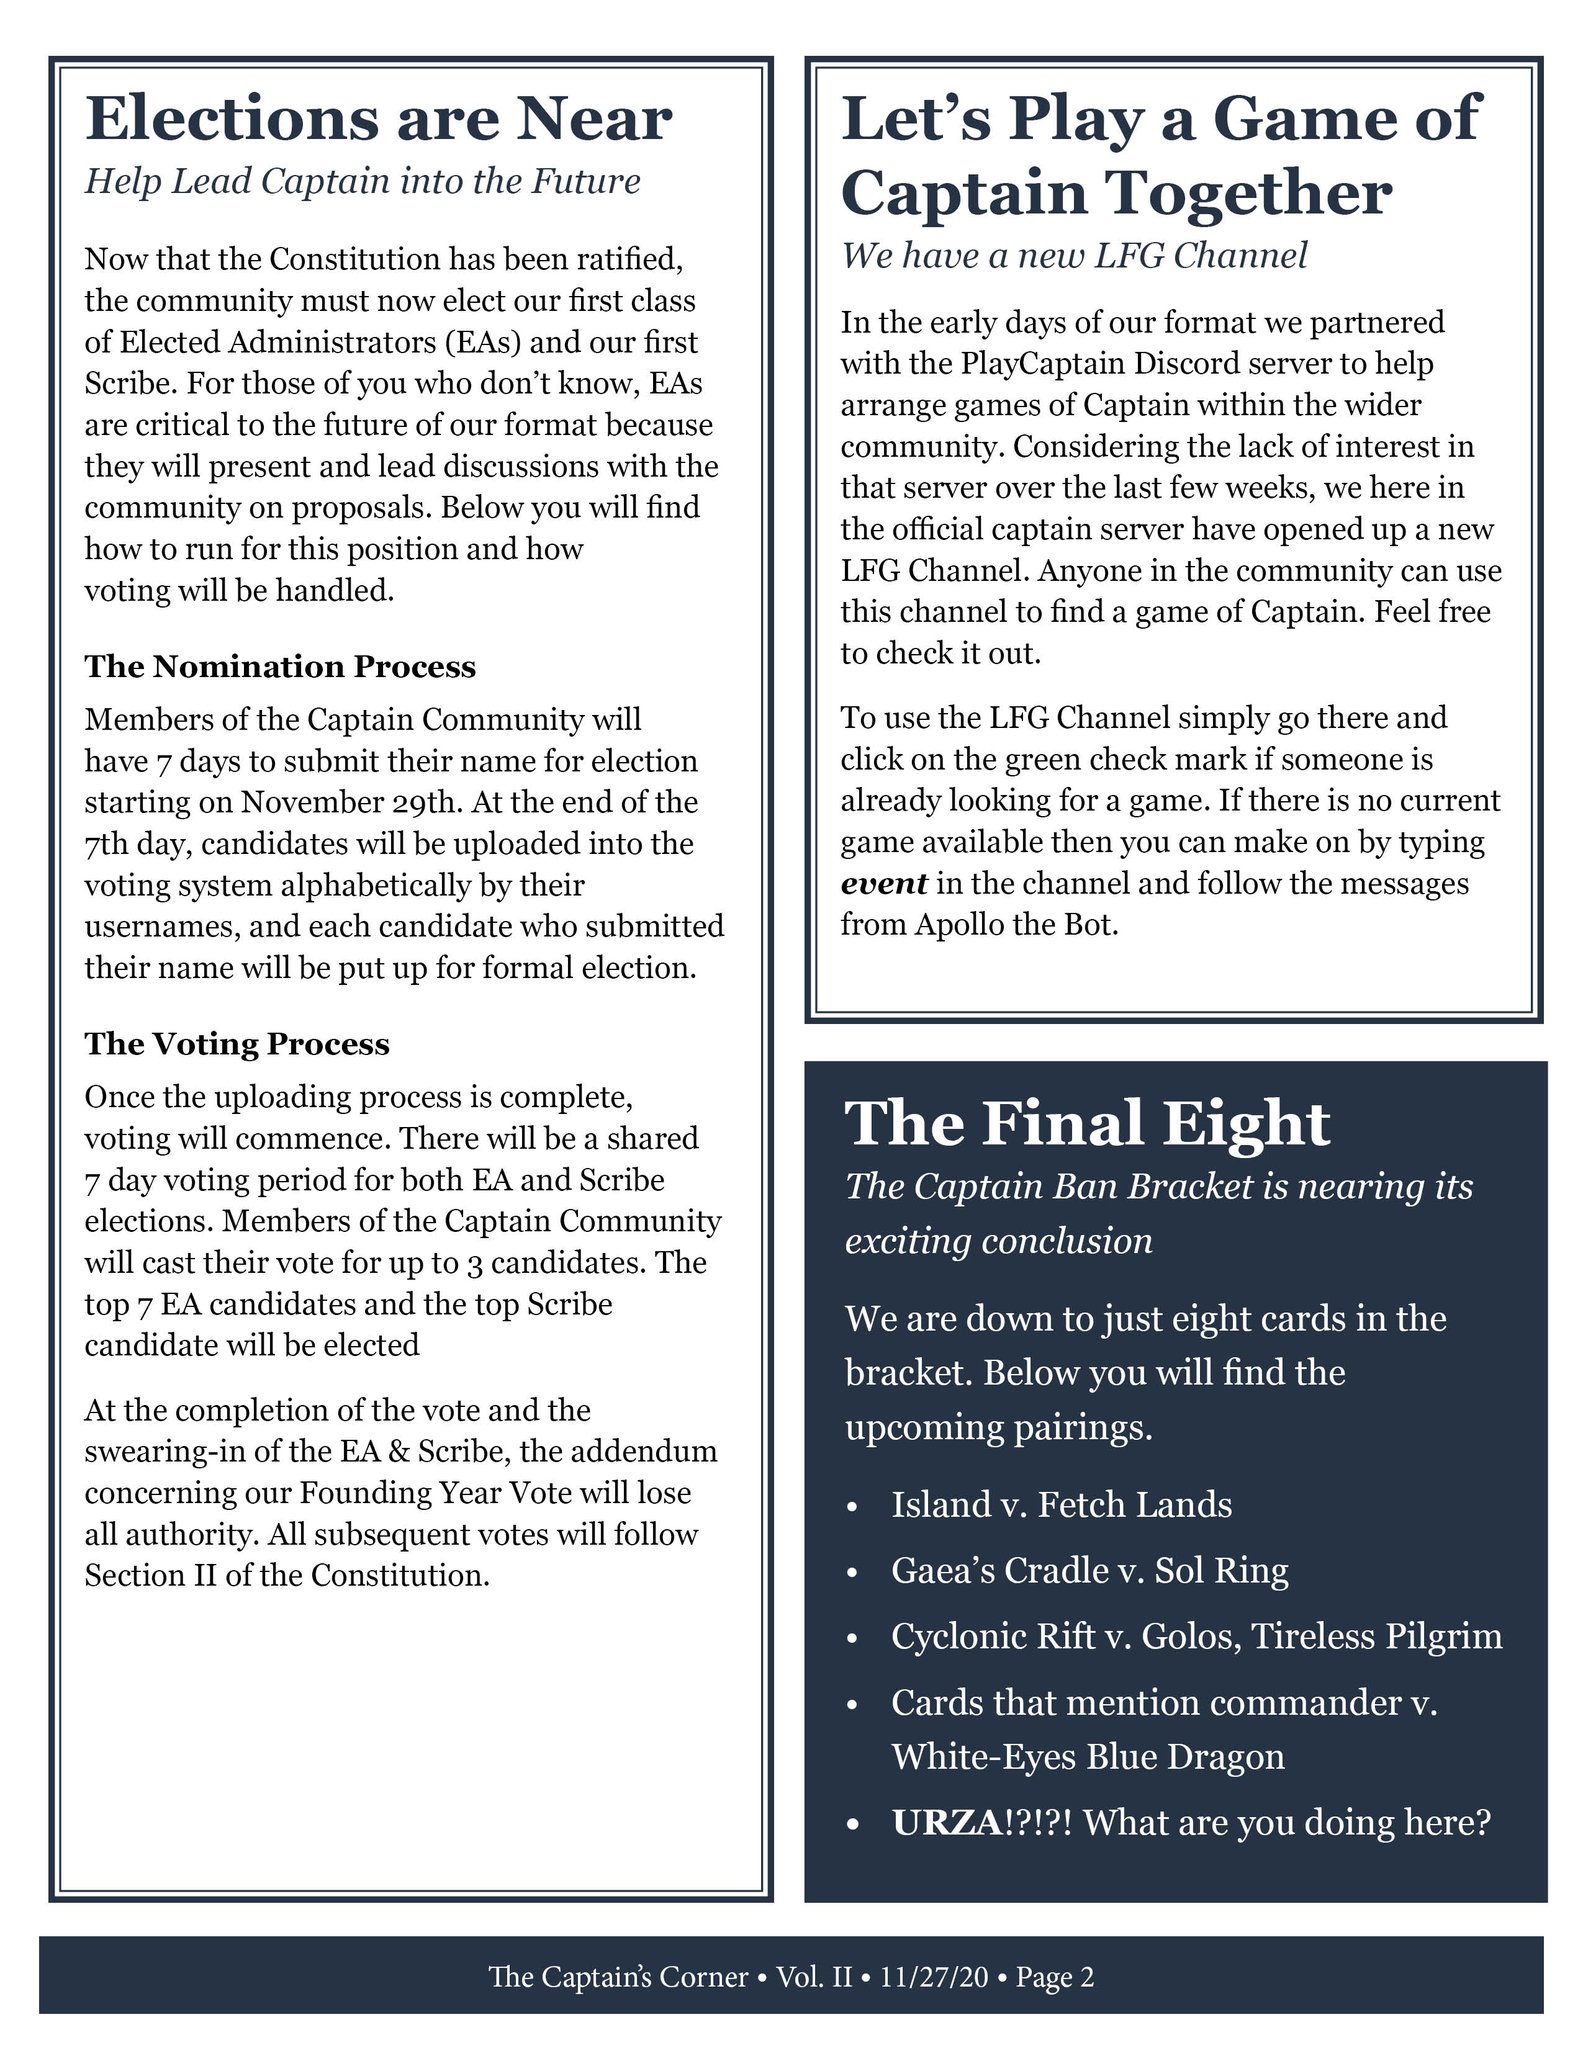 Elections are Near
Help Lead Captain into the Future
Now that the Constitution has been ratified,
the community must now elect our first class
of Elected Administrators (EAs) and our first
Scribe. For those of you who don’t know, EAs
are critical to the future of our format because
they will present and lead discussions with the
community on proposals. Below you will find
how to run for this position and how
voting will be handled.
The Nomination Process
Members of the Captain Community will
have 7 days to submit their name for election
starting on November 29th. At the end of the
7th day, candidates will be uploaded into the
voting system alphabetically by their
usernames, and each candidate who submitted
their name will be put up for formal election.
The Voting Process
Once the uploading process is complete,
voting will commence. There will be a shared
7 day voting period for both EA and Scribe
elections. Members of the Captain Community
will cast their vote for up to 3 candidates. The
top 7 EA candidates and the top Scribe
candidate will be elected
At the completion of the vote and the
swearing-in of the EA & Scribe, the addendum
concerning our Founding Year Vote will lose
all authority. All subsequent votes will follow
Section II of the Constitution.
Let’s Play a Game of
Captain Together
We have a new LFG Channel
In the early days of our format we partnered
with the PlayCaptain Discord server to help
arrange games of Captain within the wider
community. Considering the lack of interest in
that server over the last few weeks, we here in
the official captain server have opened up a new
LFG Channel. Anyone in the community can use
this channel to find a game of Captain. Feel free
to check it out.
To use the LFG Channel simply go there and
click on the green check mark if someone is
already looking for a game. If there is no current
game available then you can make on by typing
event in the channel and follow the messages
from Apollo the Bot.
The Final Eight
The Captain Ban Bracket is nearing its
exciting conclusion
We are down to just eight cards in the
bracket. Below you will find the
upcoming pairings.
• Island v. Fetch Lands
• Gaea’s Cradle v. Sol Ring
• Cyclonic Rift v. Golos, Tireless Pilgrim
• Cards that mention commander v.
White-Eyes Blue Dragon
• URZA!?!?! What are you doing here?
The Captain’s Corner • Vol. II • 11/27/20 • Page 2